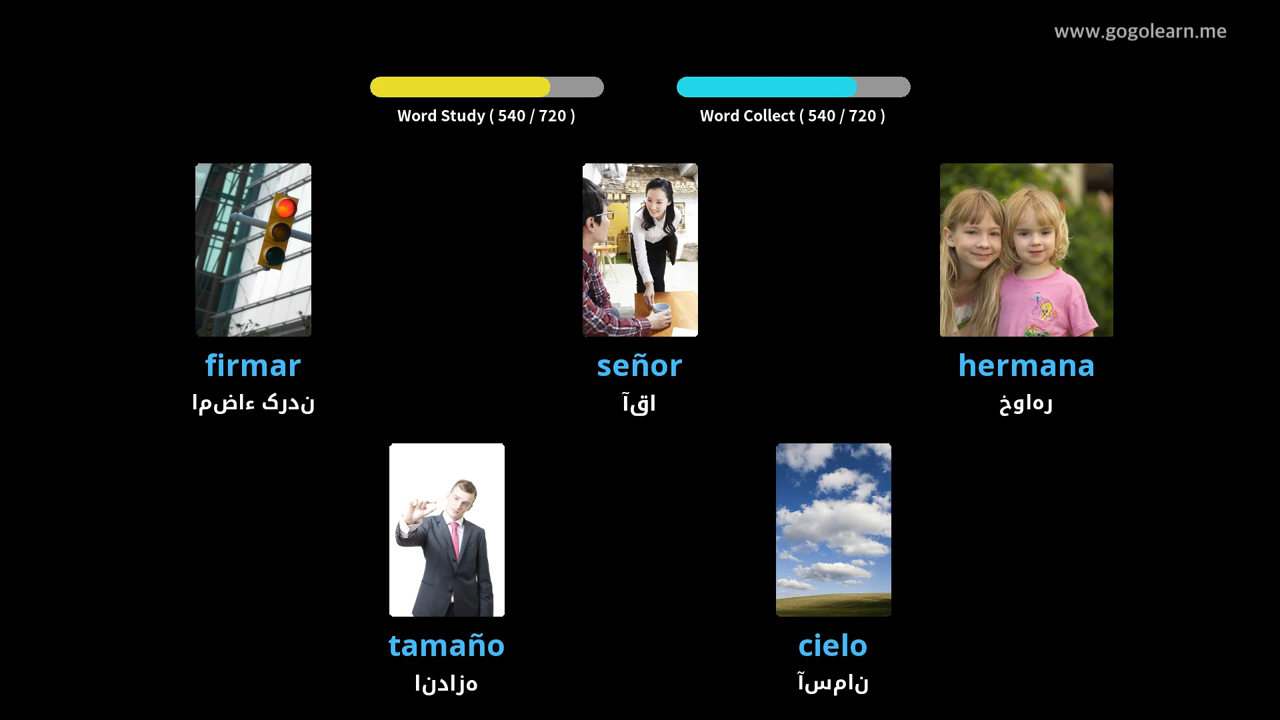 www.gogolearn.me
Word Study ( 540 / 720 )
Word Collect ( 540 / 720 )
firmar
امضاء کردن
señor
آقا
hermana
خواهر
tamaño
اندازه
cielo
آسمان